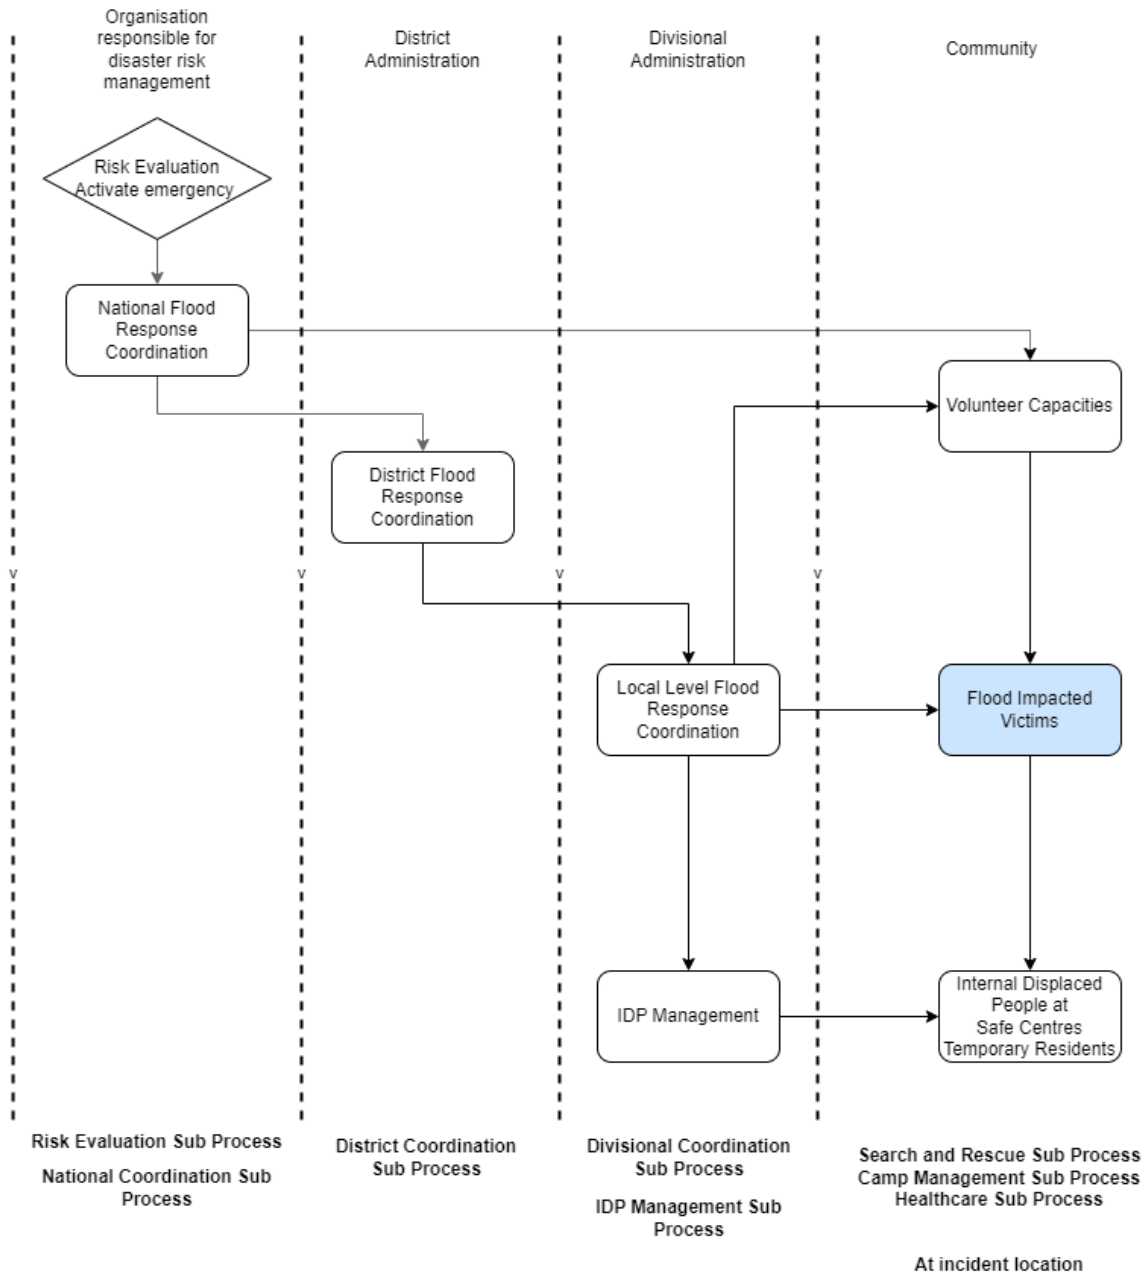 Organisation
responsible for
disaster risk
management
District
Administration
Divisional
Administration
Community
Risk Evaluation
Activate emergency
National Flood
Response
Coordination
Volunteer Capacities
District Flood
Response
Coordination
v
v
v
v
Local Level Flood
Response
Coordination
Flood Impacted
Victims
IDP Management
Internal Displaced
People at
Safe Centres
Temporary Residents
Risk Evaluation Sub Process
National Coordination Sub
Process
District Coordination
Sub Process
Divisional Coordination
Sub Process
IDP Management Sub
Process
Search and Rescue Sub Process
Camp Management Sub Process
Healthcare Sub Process
At incident location